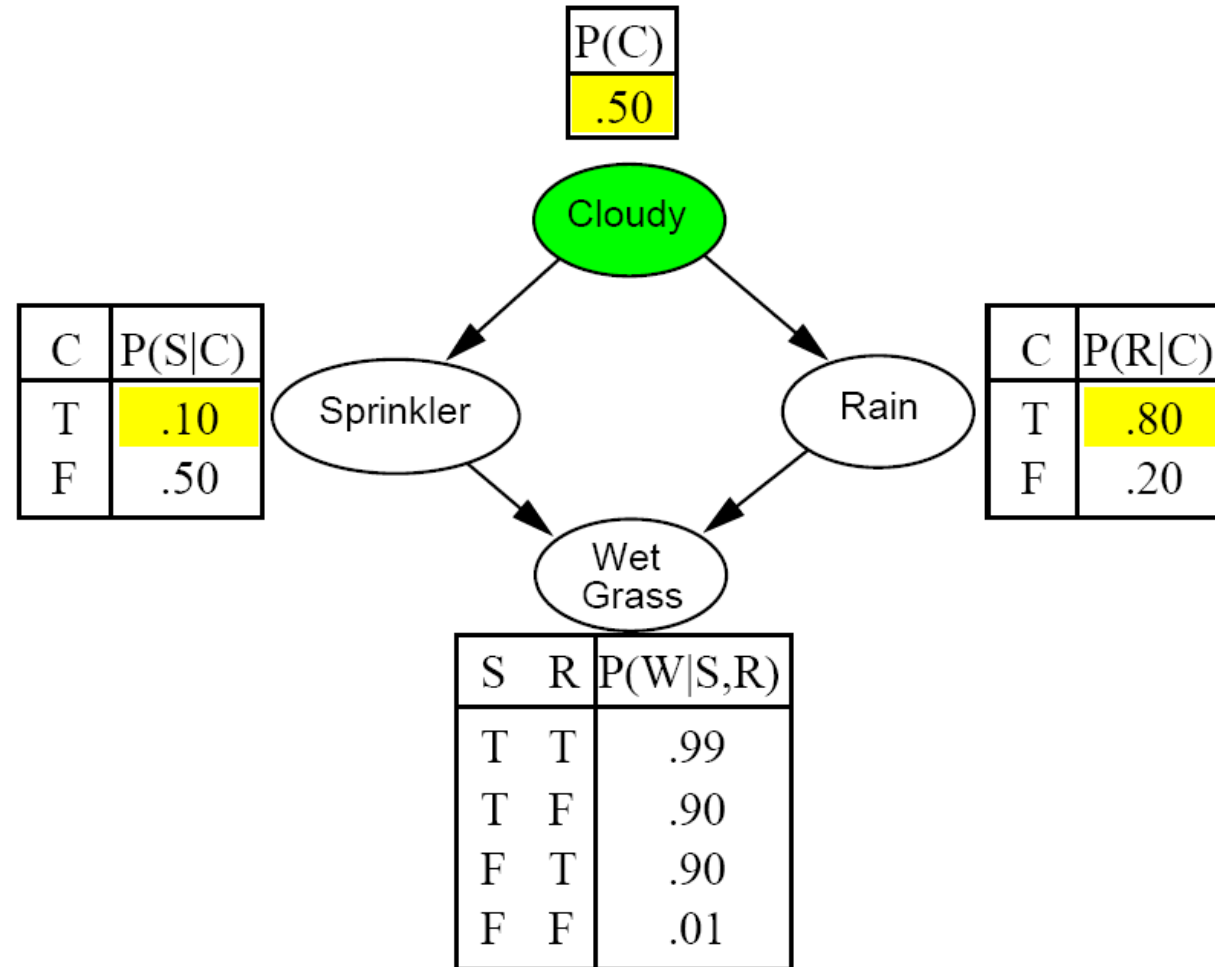 P(C)
.50
Cloudy
C P(S|C)
T .10
F .50
Sprinkler
Rain
C P(R|C)
T .80
F .20
Wet
Grass
S R P(W|S,R)
T T .99
T F .90
F T .90
F F .01